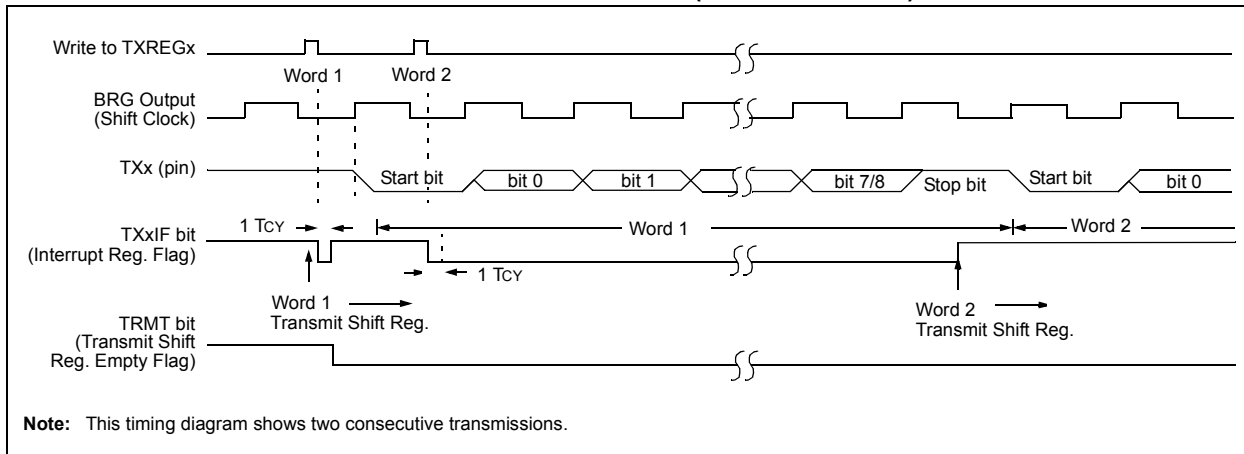 Write to TXREGx
Word 1
Word 2
BRG Output
(Shift Clock)
TXx (pin)
Start bit
bit 0
bit 1
bit 7/8
Stop bit
Start bit
bit 0
1 TCY
Word 1
Word 2
TXxIF bit
(Interrupt Reg. Flag)
1 TCY
Word 1
Transmit Shift Reg.
Word 2
Transmit Shift Reg.
TRMT bit
(Transmit Shift
Reg. Empty Flag)
Note: This timing diagram shows two consecutive transmissions.